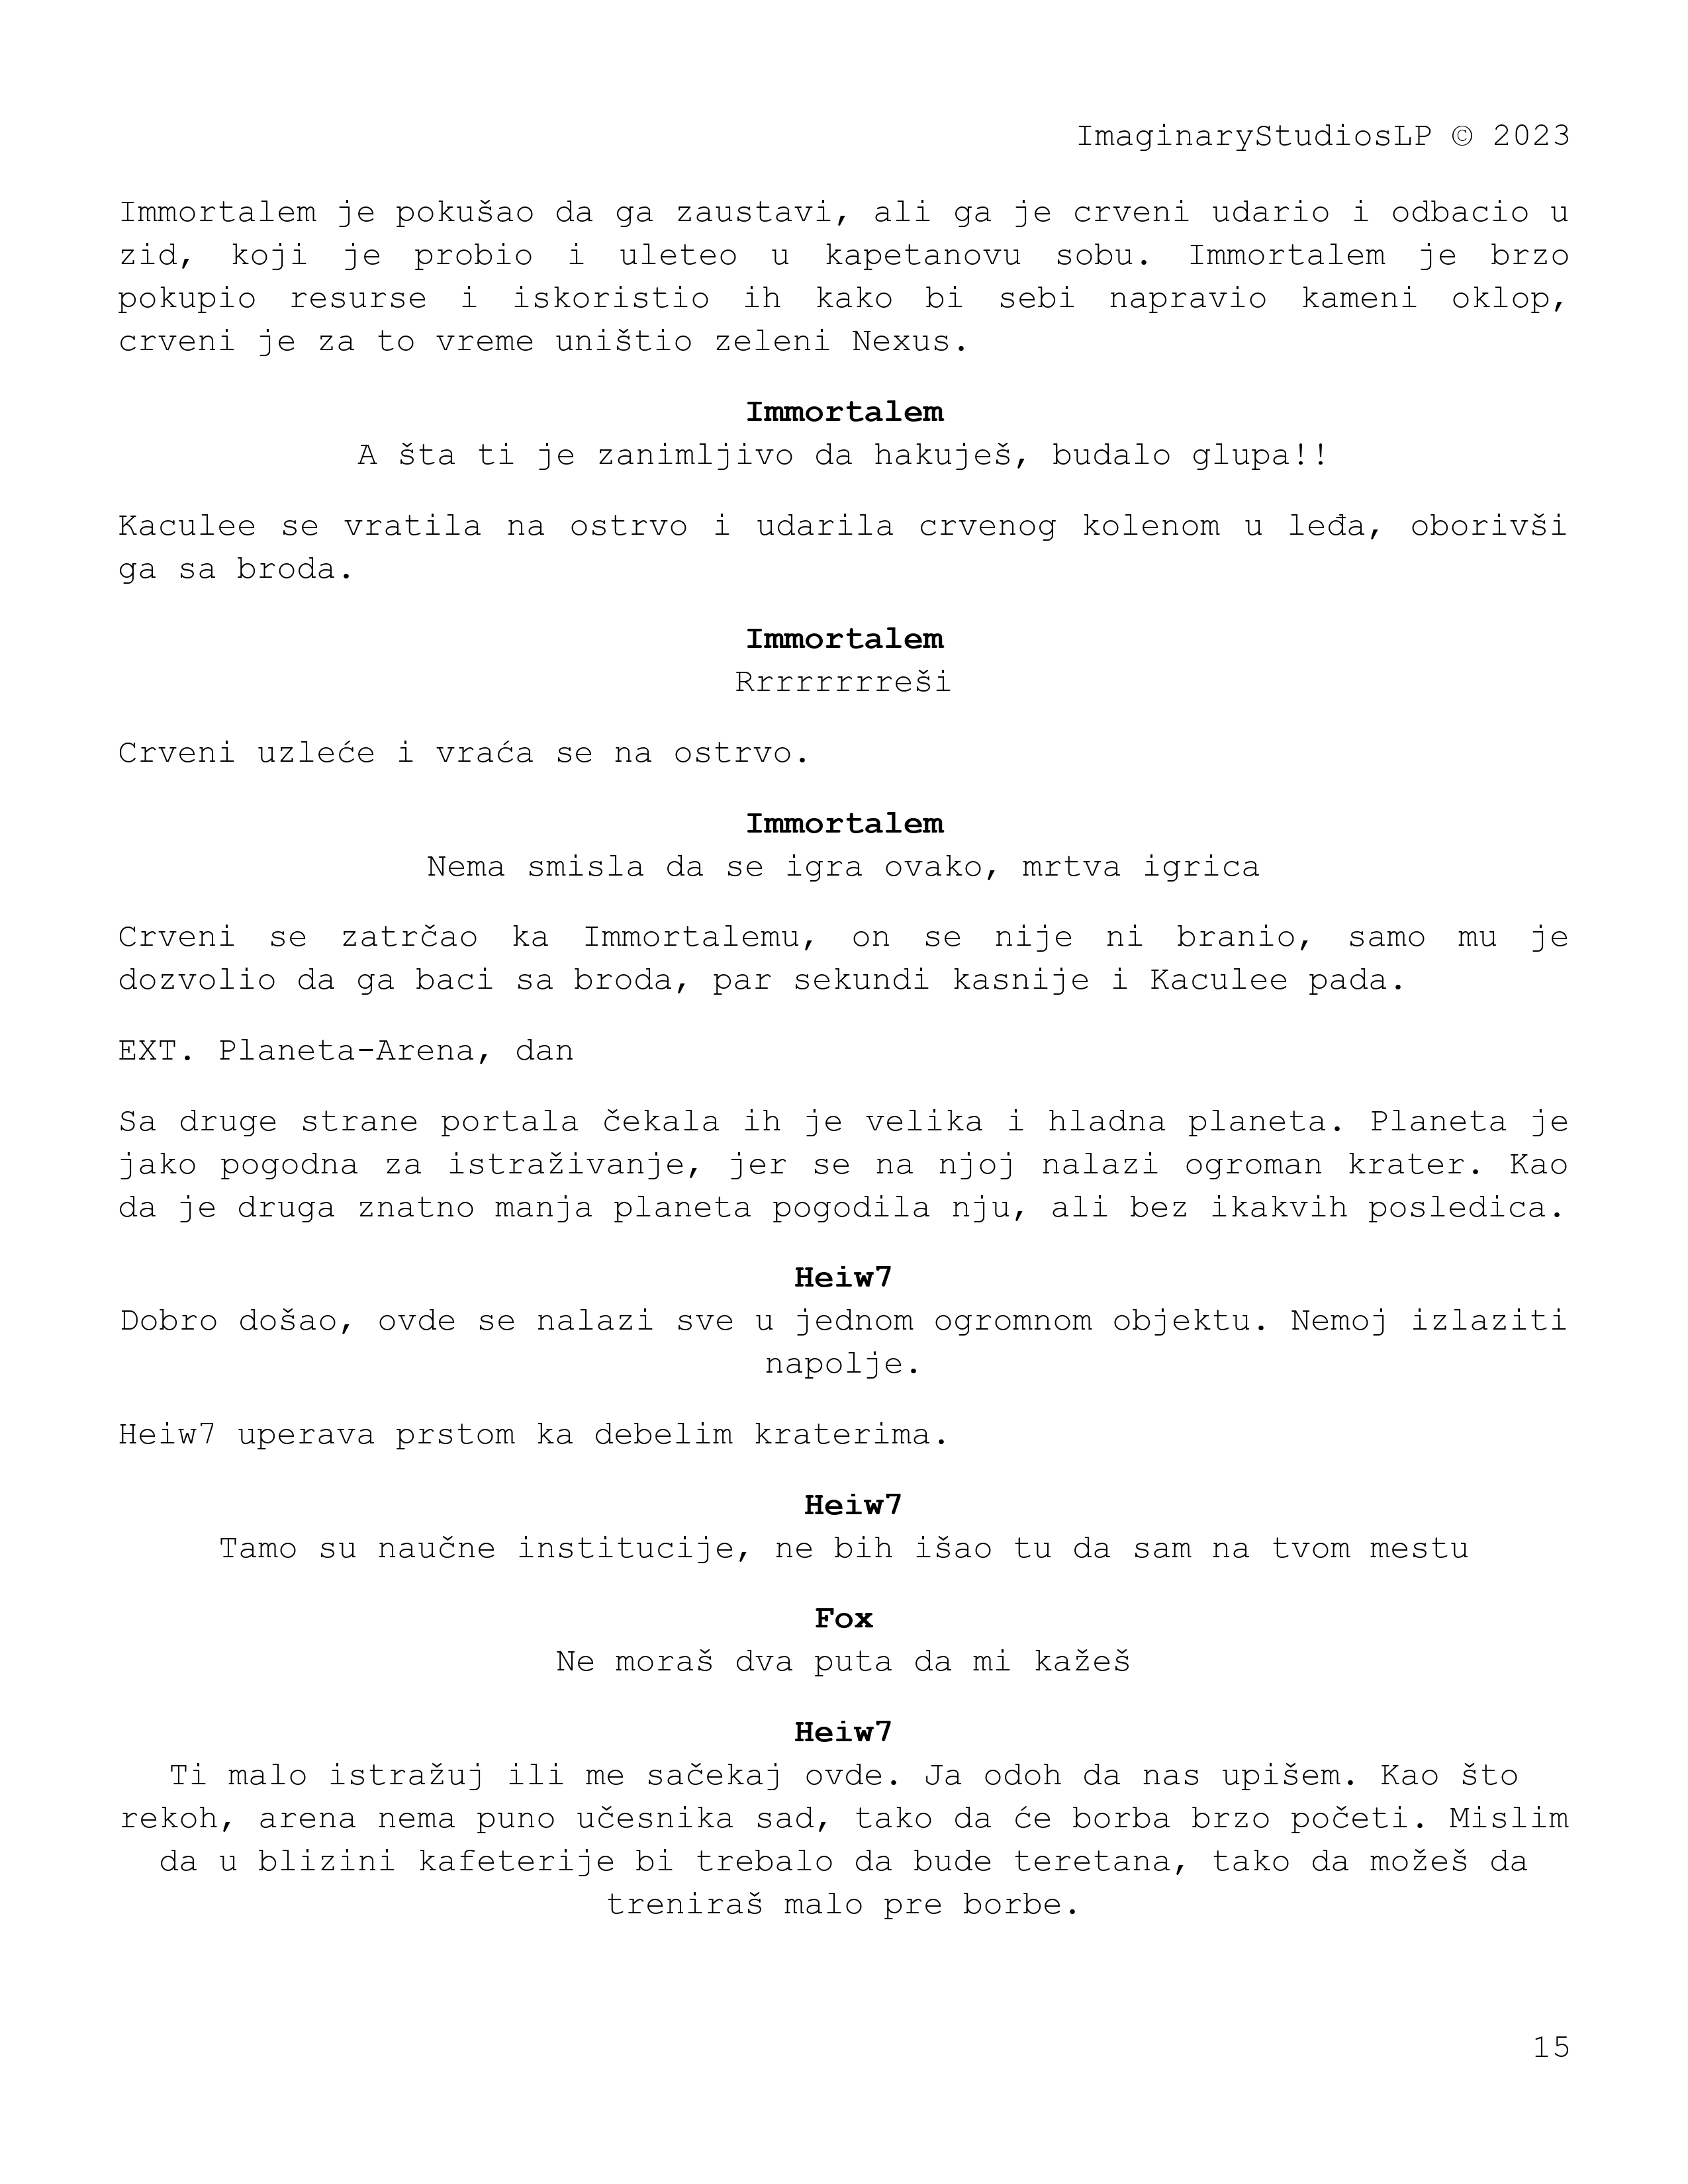 ImaginaryStudiosLP © 2023
Immortalem je pokušao da ga zaustavi, ali ga je crveni udario i odbacio u
zid, koji je probio i uleteo u kapetanovu sobu. Immortalem je brzo
pokupio resurse i iskoristio ih kako bi sebi napravio kameni oklop,
crveni je za to vreme uništio zeleni Nexus.
Immortalem
A šta ti je zanimljivo da hakuješ, budalo glupa!!
Kaculee se vratila na ostrvo i udarila crvenog kolenom u leđa, oborivši
ga sa broda.
Immortalem
Rrrrrrrreši
Crveni uzleće i vraća se na ostrvo.
Immortalem
Nema smisla da se igra ovako, mrtva igrica
Crveni se zatrčao ka Immortalemu, on se nije ni branio, samo mu je
dozvolio da ga baci sa broda, par sekundi kasnije i Kaculee pada.
EXT. Planeta-Arena, dan
Sa druge strane portala čekala ih je velika i hladna planeta. Planeta je
jako pogodna za istraživanje, jer se na njoj nalazi ogroman krater. Kao
da je druga znatno manja planeta pogodila nju, ali bez ikakvih posledica.
Heiw7
Dobro došao, ovde se nalazi sve u jednom ogromnom objektu. Nemoj izlaziti
napolje.
Heiw7 uperava prstom ka debelim kraterima.
Heiw7
Tamo su naučne institucije, ne bih išao tu da sam na tvom mestu
Fox
Ne moraš dva puta da mi kažeš
Heiw7
Ti malo istražuj ili me sačekaj ovde. Ja odoh da nas upišem. Kao što
rekoh, arena nema puno učesnika sad, tako da će borba brzo početi. Mislim
da u blizini kafeterije bi trebalo da bude teretana, tako da možeš da
treniraš malo pre borbe.
15